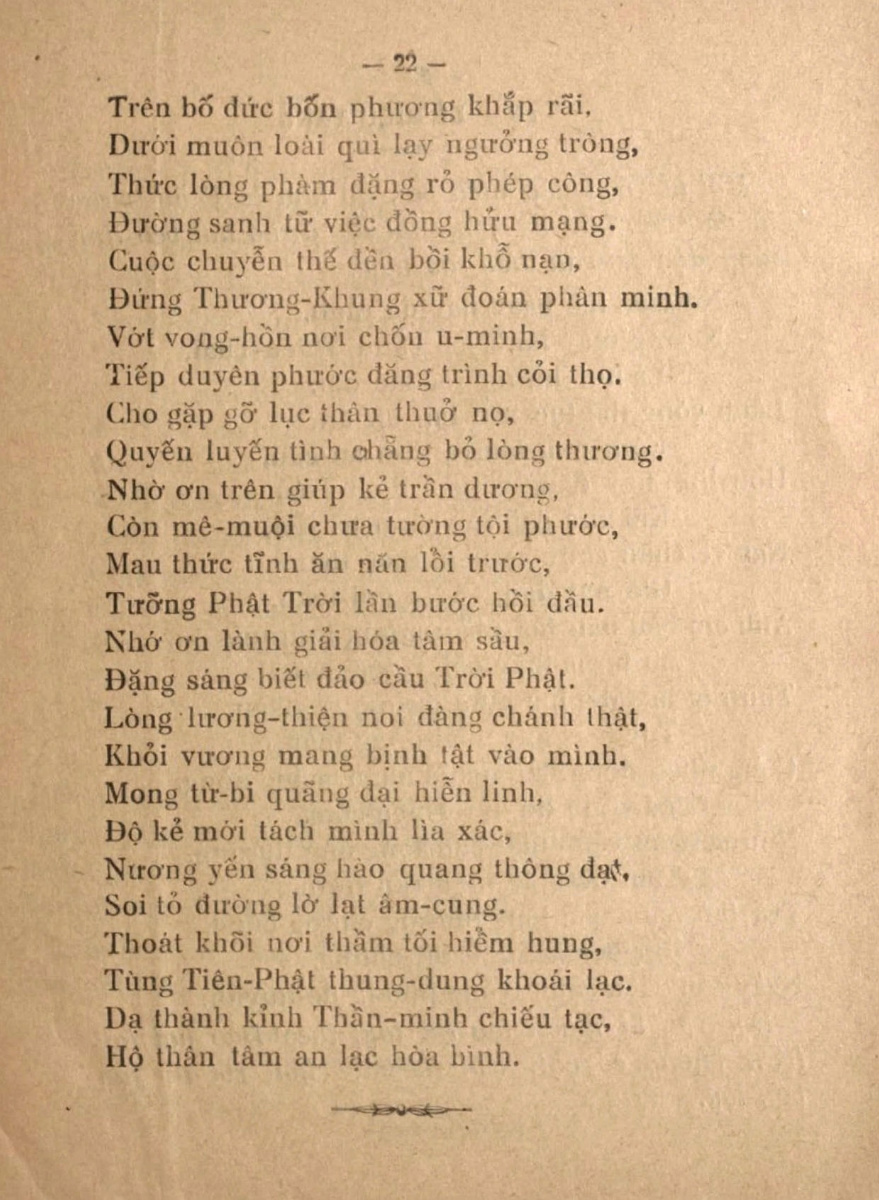 — 22 —
Trên bố đức bốn phương khắp rãi,
Dưới muôn loài quì lạy ngưởng tròng,
Thức lòng phàm đặng rỏ phép công,
Đường sanh tữ việc đồng hửu mạng.
Cuộc chuyễn thế đền bồi khỗ nạn,
Đứng Thương-Khung xữ đoán phân minh.
Vớt vong-hồn nơi chốn u-minh,
Tiếp duyên phước đăng trình cỏi thọ.
Cho gặp gỡ lục thân thuở nọ,
Quyến luyến tình chẵng bỏ lòng thương.
Nhờ ơn trên giúp kẻ trần dương,
Còn mê-muội chưa tường tội phước,
Mau thức tĩnh ăn năn lồi trước,
Tưỡng Phật Trời lần bước hồi đầu.
Nhớ ơn lành giải hóa tâm sầu,
Đặng sáng biết đảo cầu Trời Phật.
Lòng lương-thiện noi đàng chánh thật,
Khỏi vương mang bịnh tật vào mình.
Mong từ-bi quãng đại hiễn linh,
Độ kẻ mới tách mình lìa xác,
Nương yến sáng hào quang thông đạt,
Soi tỏ đường lờ lạt âm-cung.
Thoát khõi nơi thầm tối hiềm hung,
Tùng Tiên-Phật thung-dung khoái lạc.
Dạ thành kỉnh Thần-minh chiếu tạc,
Hộ thân tâm an lạc hòa bình.